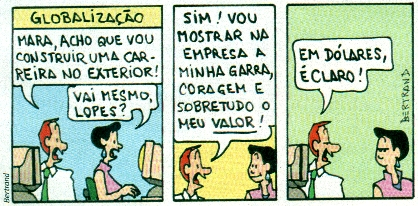 GLOBALIZAÇÃO
MARA, ACHO QUE VOU
CONSTRUIR UMA CAR-
REIRA NO EXTERIOR!
VAI MESMO,
LOPES?
SIM! VOU
MOSTRAR NA
EMPRESA A
MINHA GARRA,
CORAGEM E
SOBRETUDO O
MEU VALOR!
EM DÓLARES,
É CLARO!
BERTRAND
Bertrand